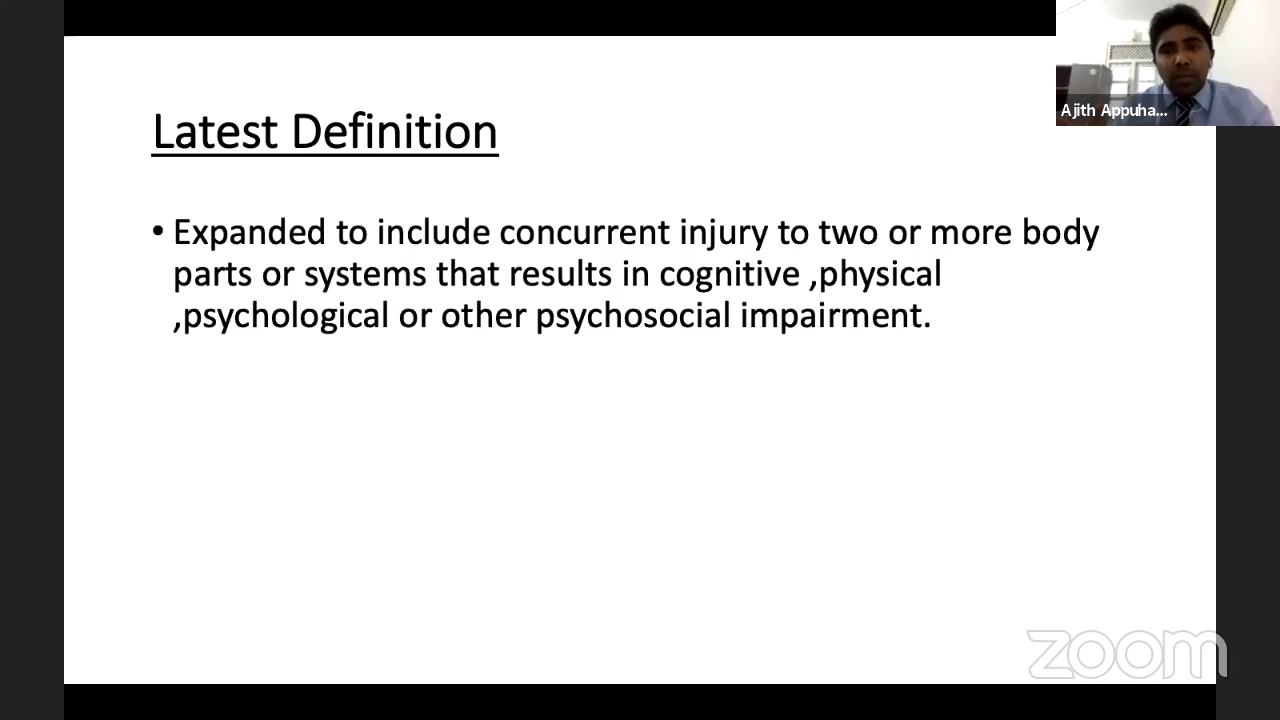 Ajith Appuha...
Latest Definition
• Expanded to include concurrent injury to two or more body
parts or systems that results in cognitive ,physical
,psychological or other psychosocial impairment.
zoom